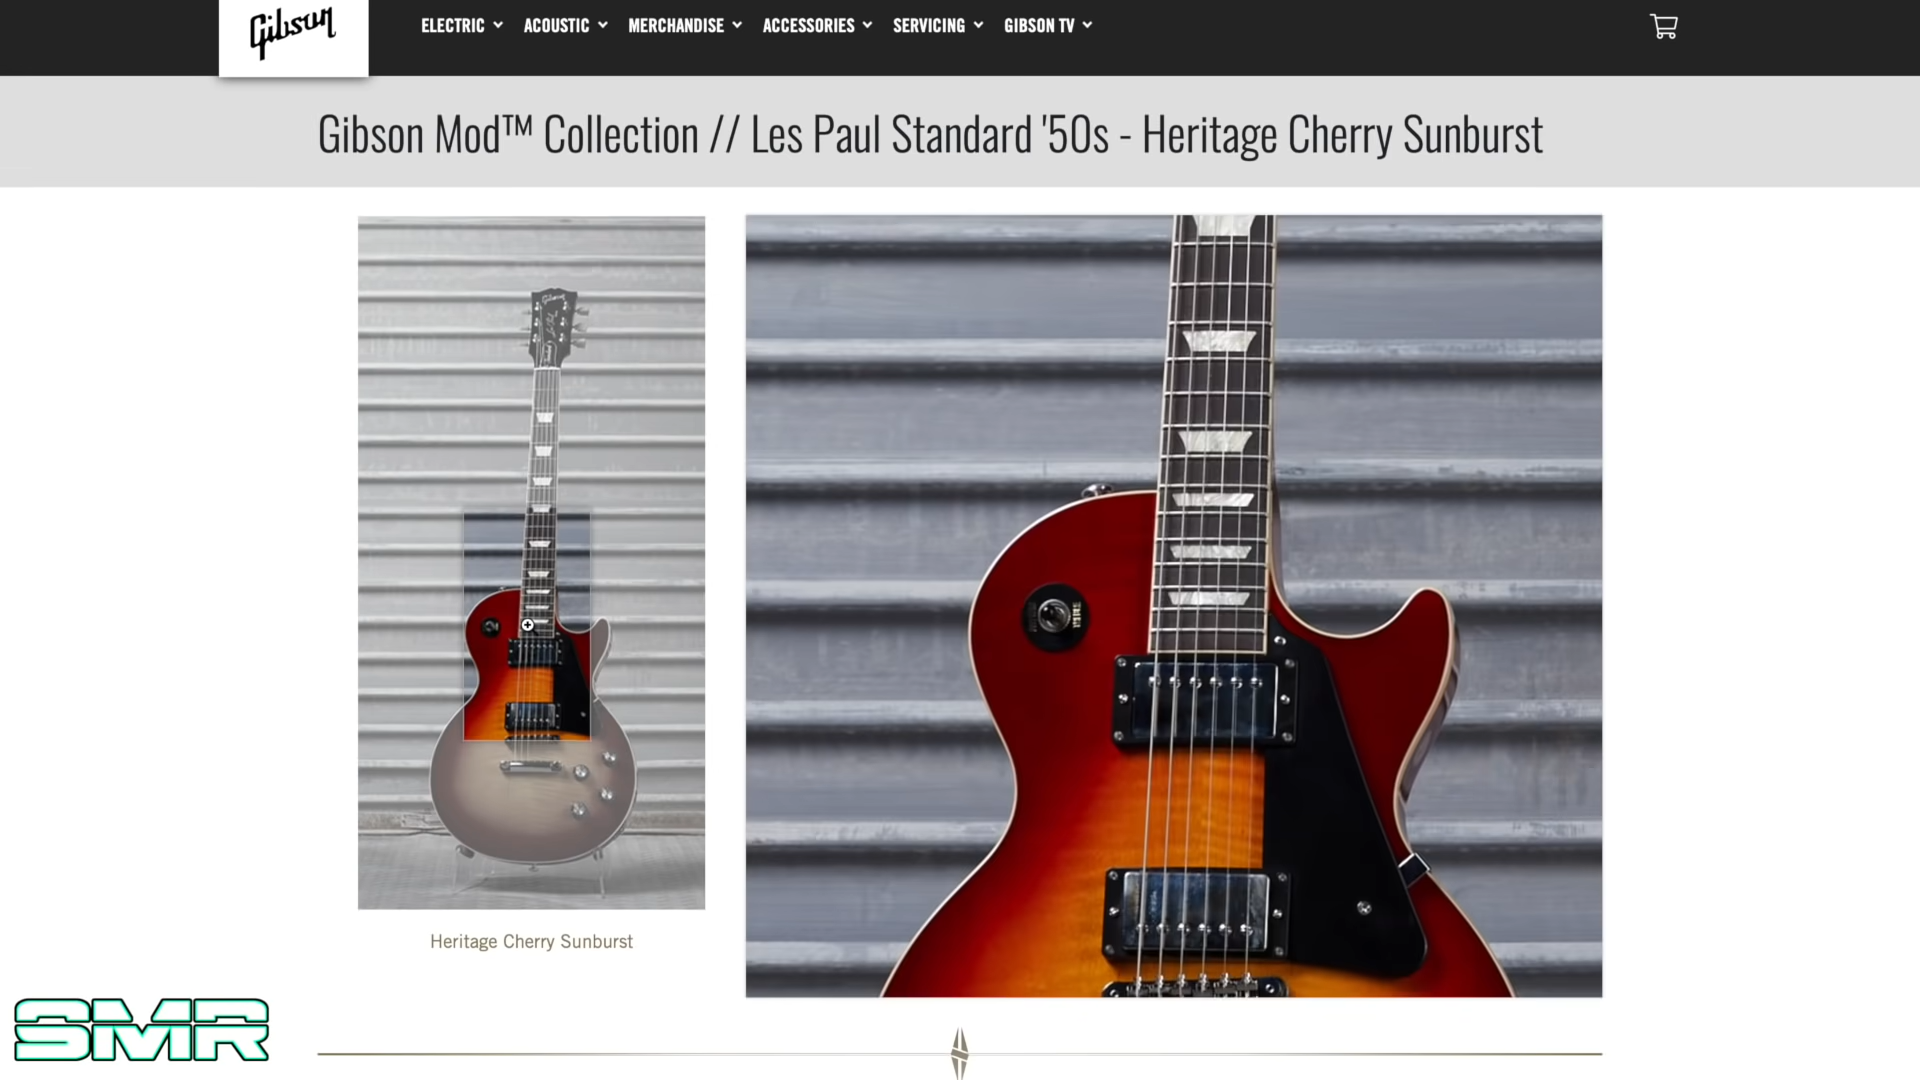 Gibson
ELECTRIC
ACOUSTIC
MERCHANDISE
ACCESSORIES
SERVICING
GIBSON TV
Gibson Mod™ Collection // Les Paul Standard '50s - Heritage Cherry Sunburst
Gibson
Heritage Cherry Sunburst
SMR